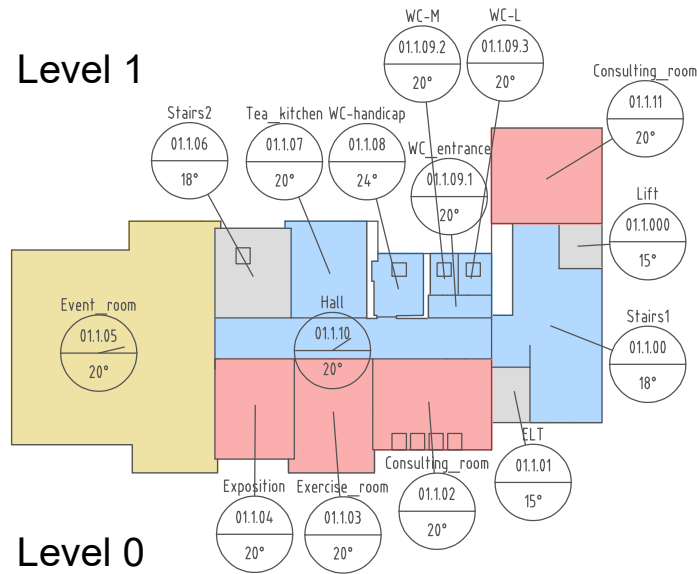 Level 1
WC-M
01.1.09.2
20°
WC-L
01.1.09.3
20°
Consulting_room
01.1.11
20°
Stairs2
01.1.06
18°
Tea_kitchen
01.1.07
20°
WC-handicap
01.1.08
24°
WC_entrance
01.1.09.1
20°
Lift
01.1.000
15°
Event_room
01.1.05
20°
Hall
01.1.10
20°
Stairs1
01.1.00
18°
ELT
01.1.01
15°
Exposition
01.1.04
20°
Exercise_room
01.1.03
20°
Consulting_room
01.1.02
20°
Level 0